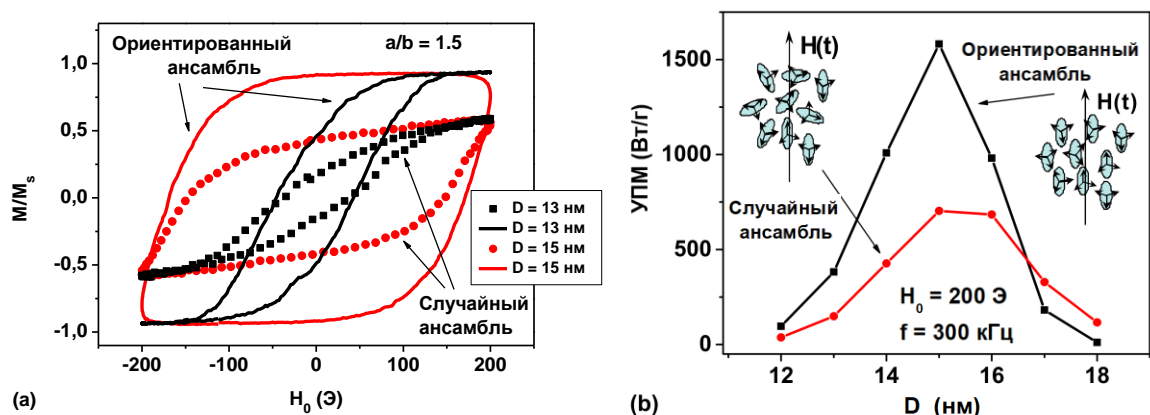 Ориентированный
ансамбль
a/b = 1.5
1,0
0,5
0,0
-0,5
-1,0
M/Mₛ
D = 13 нм
D = 13 нм
D = 15 нм
D = 15 нм
Случайный
ансамбль
-200
-100
0
100
200
H₀ (Э)
(a)
1500
1000
500
0
УПМ (Вт/г)
H(t)
Ориентированный
ансамбль
H(t)
Случайный
ансамбль
H₀ = 200 Э
f = 300 кГц
12
14
16
18
D (нм)
(b)